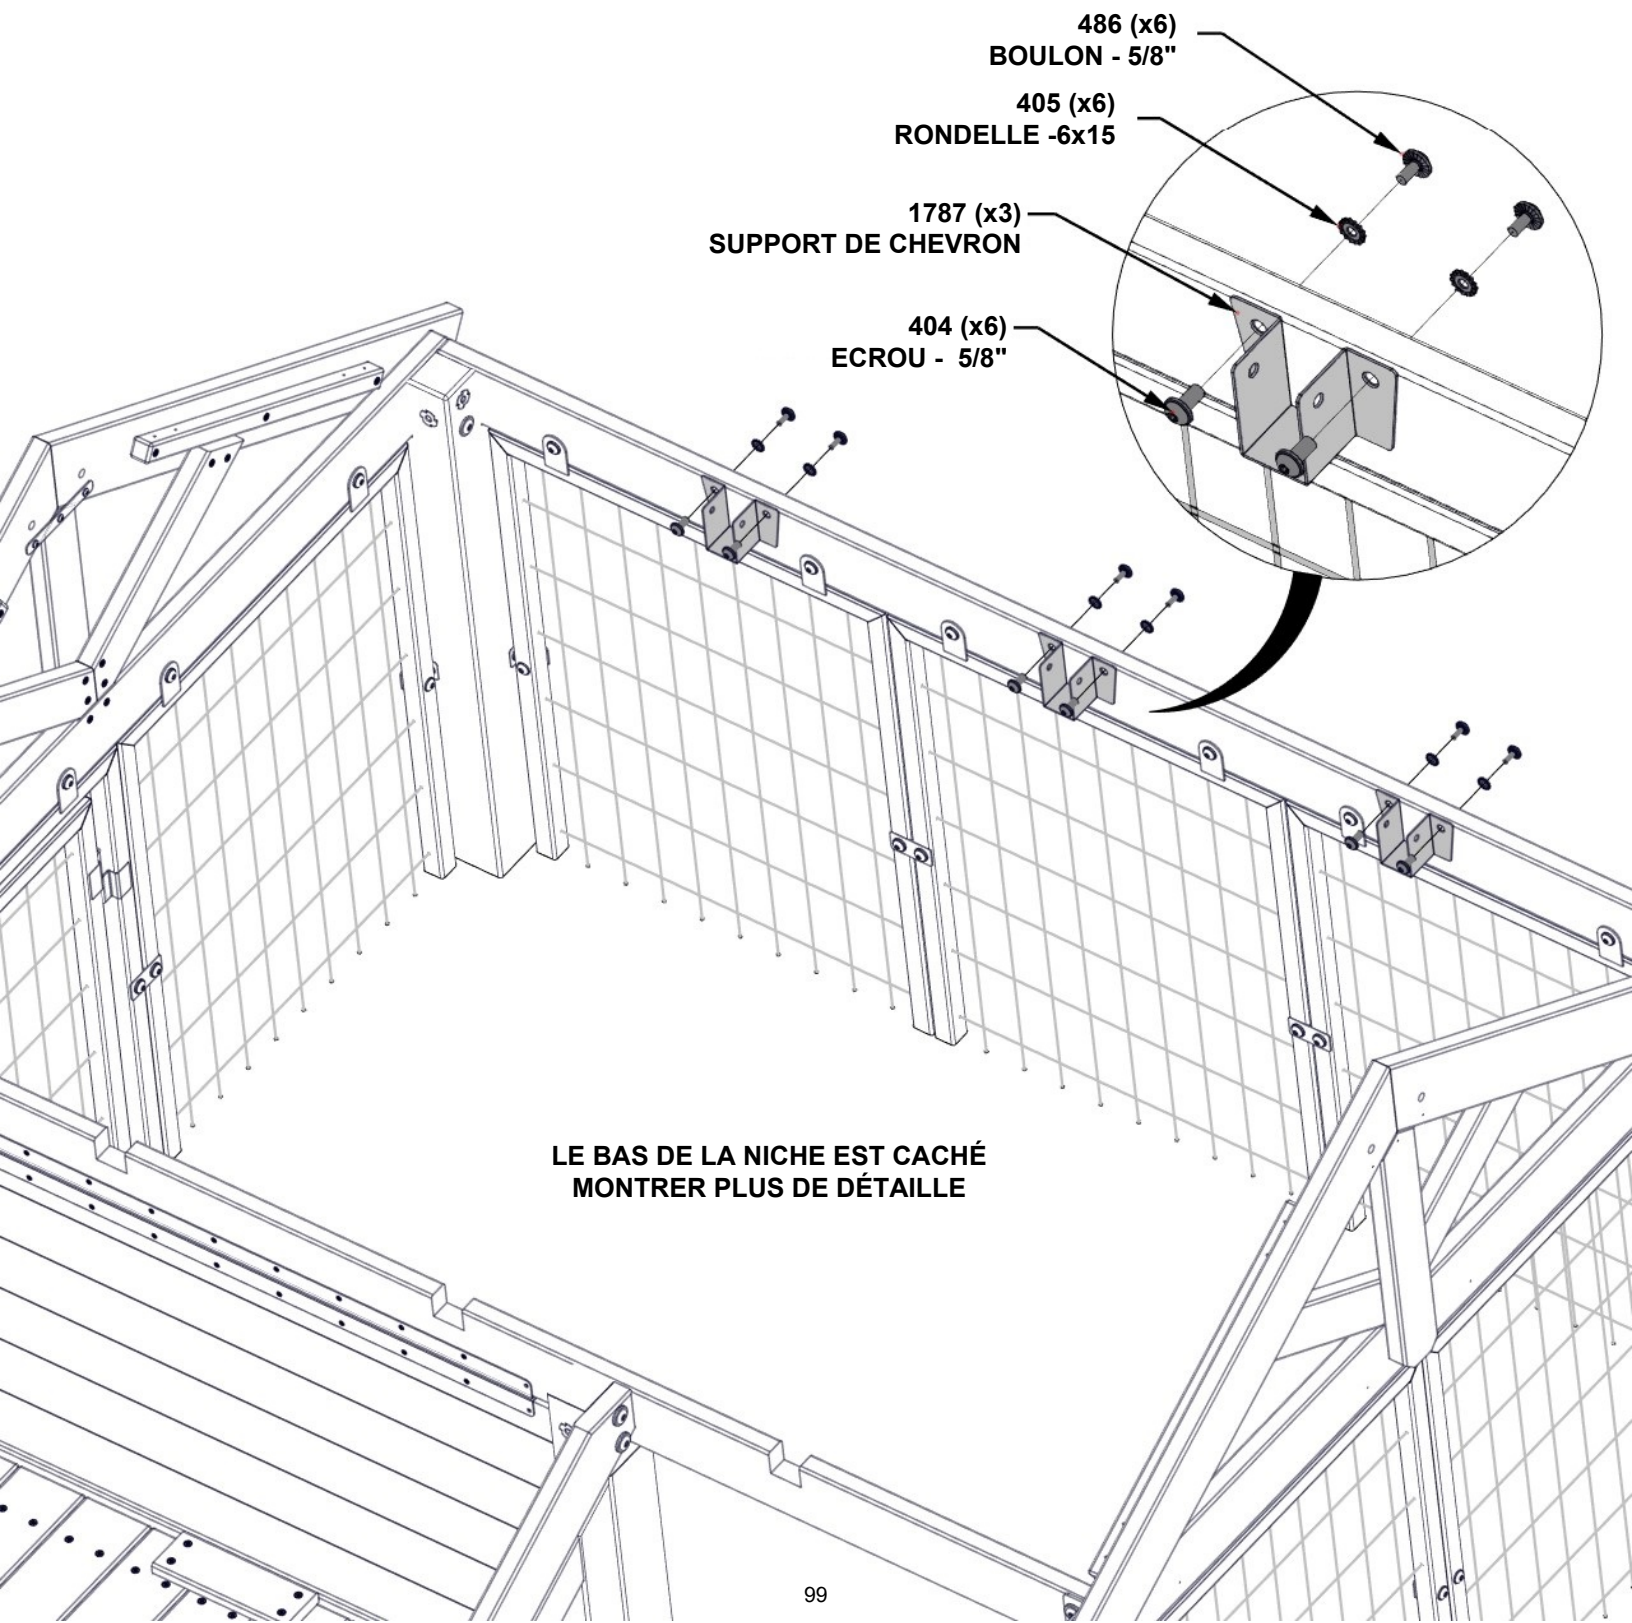 486 (x6)
BOULON - 5/8"
405 (x6)
RONDELLE -6x15
1787 (x3)
SUPPORT DE CHEVRON
404 (x6)
ECROU - 5/8"
LE BAS DE LA NICHE EST CACHÉ
MONTRER PLUS DE DÉTAILLE
99